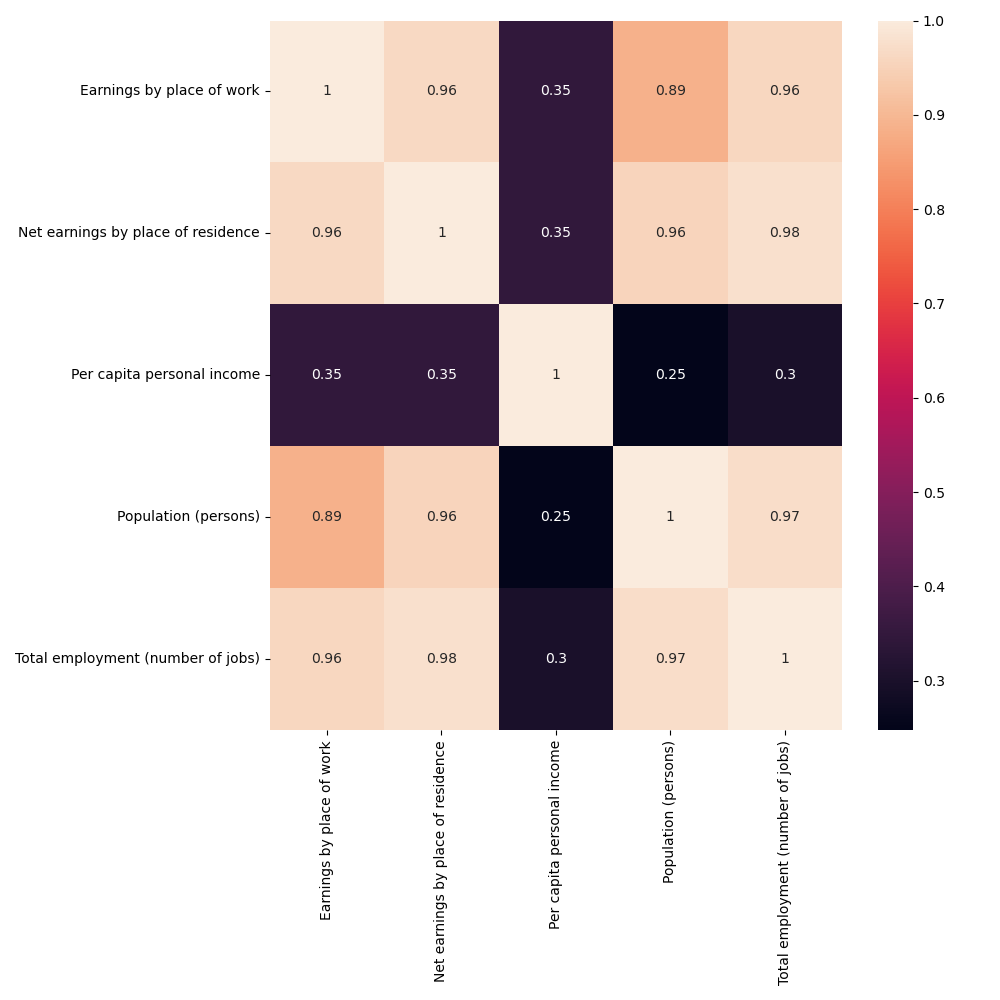 Earnings by place of work 1 0.96 0.35 0.89 0.96
Net earnings by place of residence 0.96 1 0.35 0.96 0.98
Per capita personal income 0.35 0.35 1 0.25 0.3
Population (persons) 0.89 0.96 0.25 1 0.97
Total employment (number of jobs) 0.96 0.98 0.3 0.97 1
Earnings by place of work
Net earnings by place of residence
Per capita personal income
Population (persons)
Total employment (number of jobs)
1.0
0.9
0.8
0.7
0.6
0.5
0.4
0.3